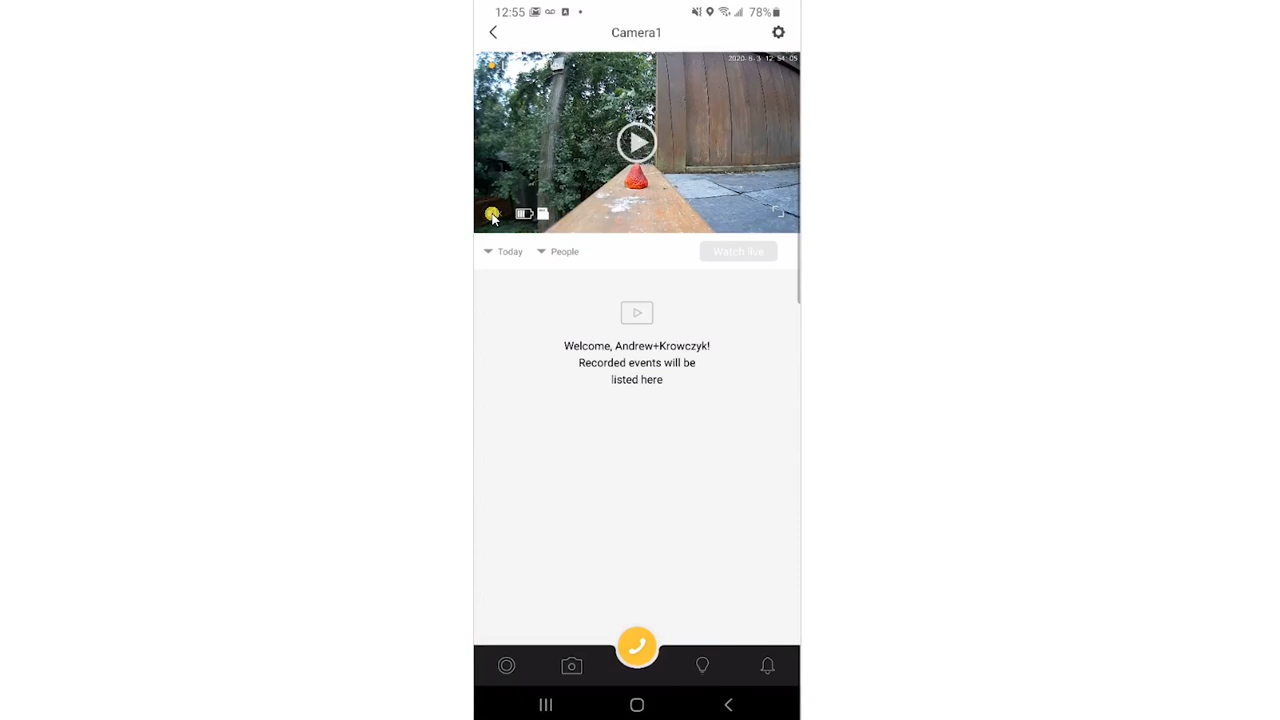 12:55
78%
Camera1
2020-8-3 12:54:05
Today
People
Watch live
Welcome, Andrew+Krowczyk!
Recorded events will be
listed here